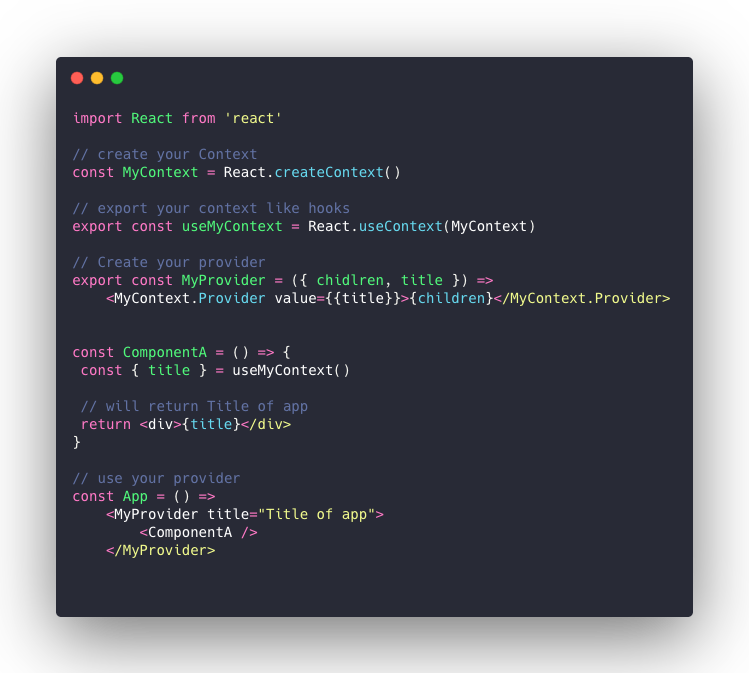 import React from 'react'
// create your Context
const MyContext = React.createContext()
// export your context like hooks
export const useMyContext = React.useContext(MyContext)
// Create your provider
export const MyProvider = ({ chidlren, title }) =>
    <MyContext.Provider value={{title}}>{children}</MyContext.Provider>
const ComponentA = () => {
 const { title } = useMyContext()
 // will return Title of app
 return <div>{title}</div>
}
// use your provider
const App = () =>
    <MyProvider title="Title of app">
        <ComponentA />
    </MyProvider>